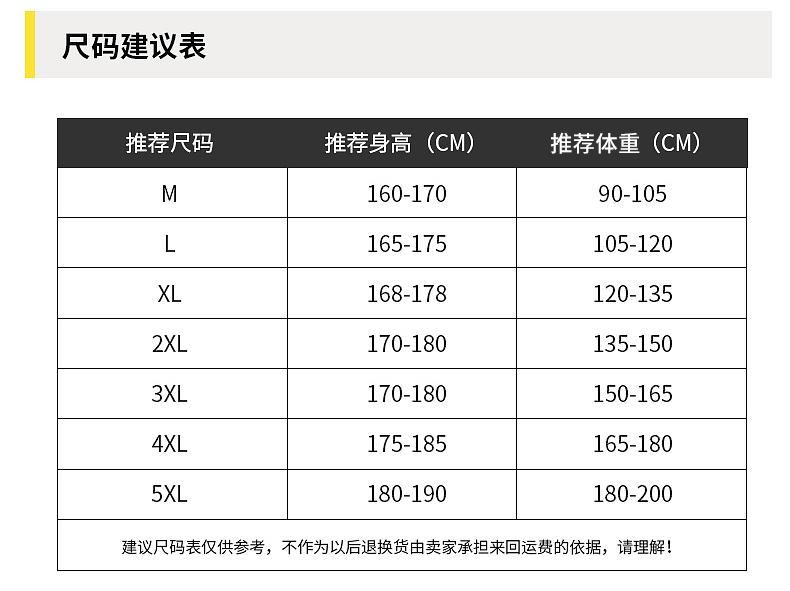 尺码建议表
推荐尺码 推荐身高（CM） 推荐体重（CM）
M 160-170 90-105
L 165-175 105-120
XL 168-178 120-135
2XL 170-180 135-150
3XL 170-180 150-165
4XL 175-185 165-180
5XL 180-190 180-200
建议尺码表仅供参考，不作为以后退换货由卖家承担来回运费的依据，请理解！